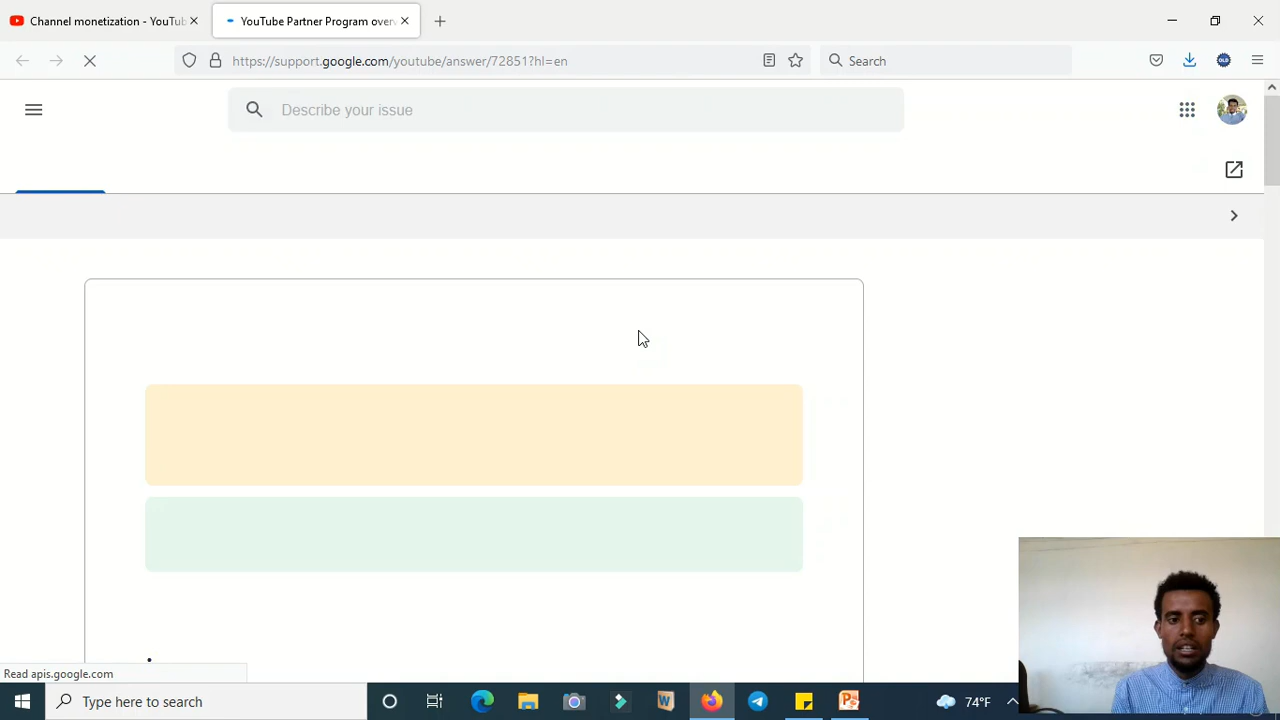 Channel monetization - YouTub
YouTube Partner Program over
https://support.google.com/youtube/answer/72851?hl=en
Search
OLD
Describe your issue
Read apis.google.com
Type here to search
W
P
74°F